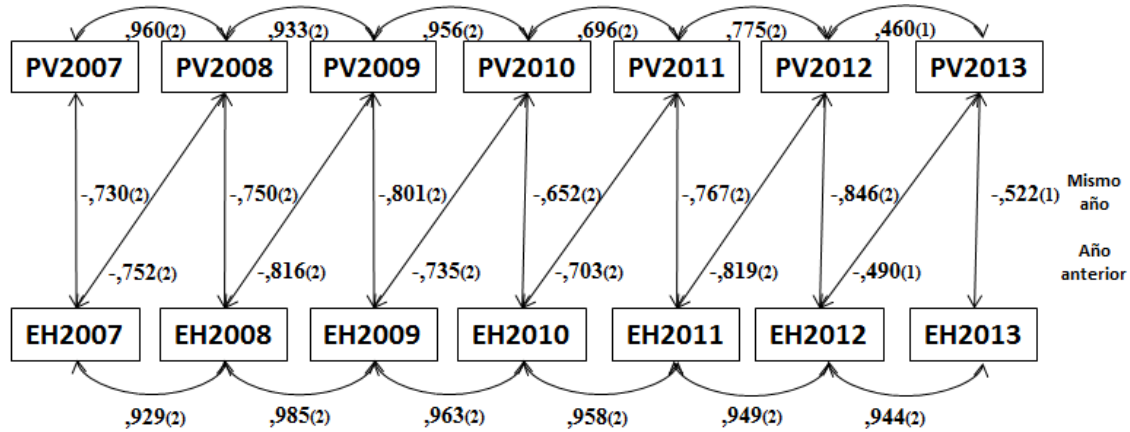 ,960(2) ,933(2) ,956(2) ,696(2) ,775(2) ,460(1)
PV2007 PV2008 PV2009 PV2010 PV2011 PV2012 PV2013
-,730(2) -,750(2) -,801(2) -,652(2) -,767(2) -,846(2) -,522(1) Mismo
año
-,752(2) -,816(2) -,735(2) -,703(2) -,819(2) -,490(1) Año
anterior
EH2007 EH2008 EH2009 EH2010 EH2011 EH2012 EH2013
,929(2) ,985(2) ,963(2) ,958(2) ,949(2) ,944(2)